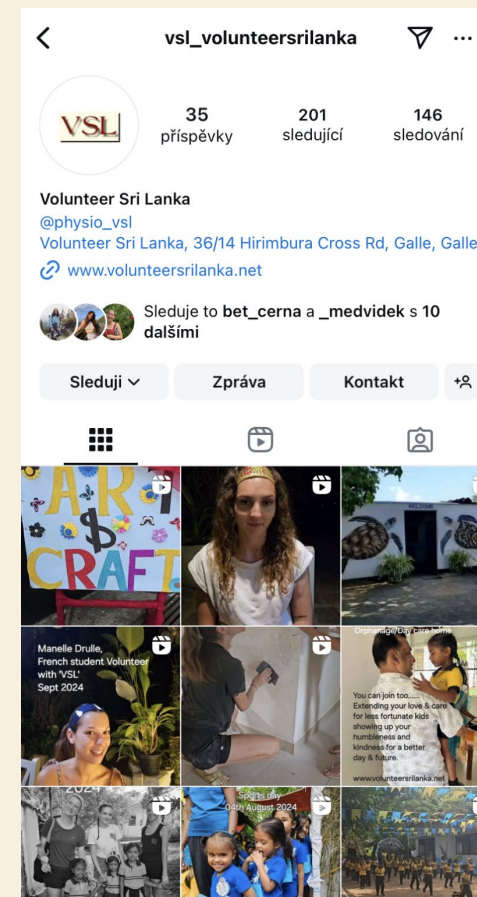 vsl_volunteersrilanka
VSL
35
příspěvky
201
sledující
146
sledování
Volunteer Sri Lanka
@physio_vsl
Volunteer Sri Lanka, 36/14 Hirimbura Cross Rd, Galle, Galle
www.volunteersrilanka.net
Sleduje to bet_cerna a _medvidek s 10
dalšími
Sleduji
Zpráva
Kontakt
ART
$
CRAFT
WELCOME
Manelle Drulle,
French student Volunteer
with 'VSL'
Sept 2024
Orphanage/Day care home
You can join too......
Extending your love & care
for less fortunate kids
showing up your
humbleness and
kindness for a better
day & future.
www.volunteersrilanka.net
2024
Sports day
04th August 2024